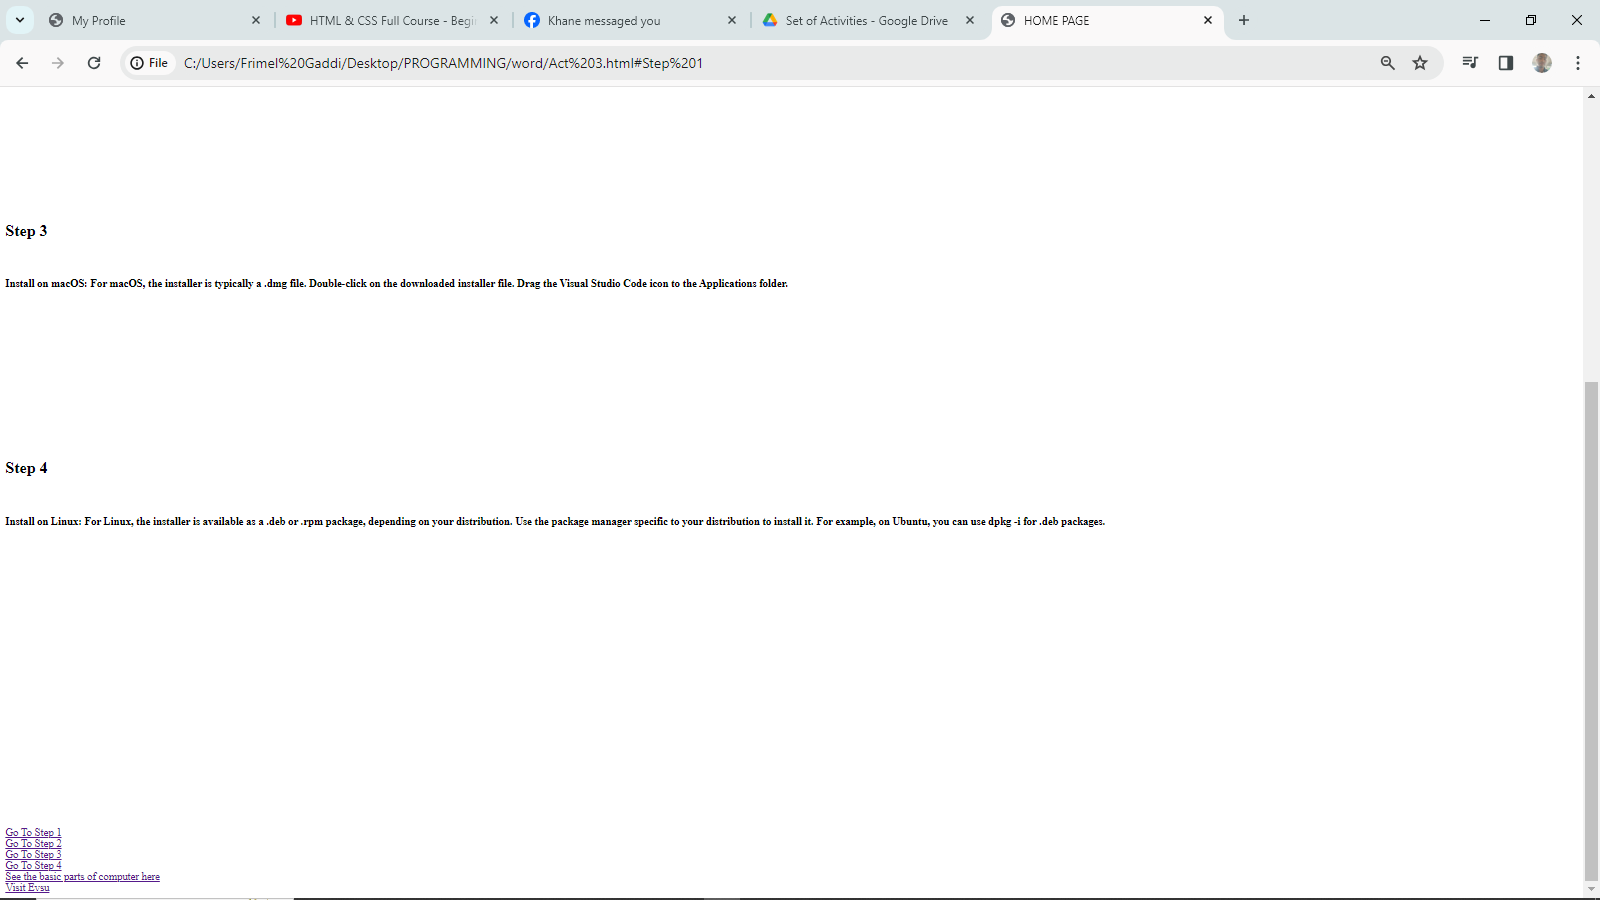 My Profile
HTML & CSS Full Course - Begi
Khane messaged you
Set of Activities - Google Drive
HOME PAGE
File
C:/Users/Frimel%20Gaddi/Desktop/PROGRAMMING/word/Act%203.html#Step%201
Step 3
Install on macOS: For macOS, the installer is typically a .dmg file. Double-click on the downloaded installer file. Drag the Visual Studio Code icon to the Applications folder.
Step 4
Install on Linux: For Linux, the installer is available as a .deb or .rpm package, depending on your distribution. Use the package manager specific to your distribution to install it. For example, on Ubuntu, you can use dpkg -i for .deb packages.
Go To Step 1
Go To Step 2
Go To Step 3
Go To Step 4
See the basic parts of computer here
Visit Evsu